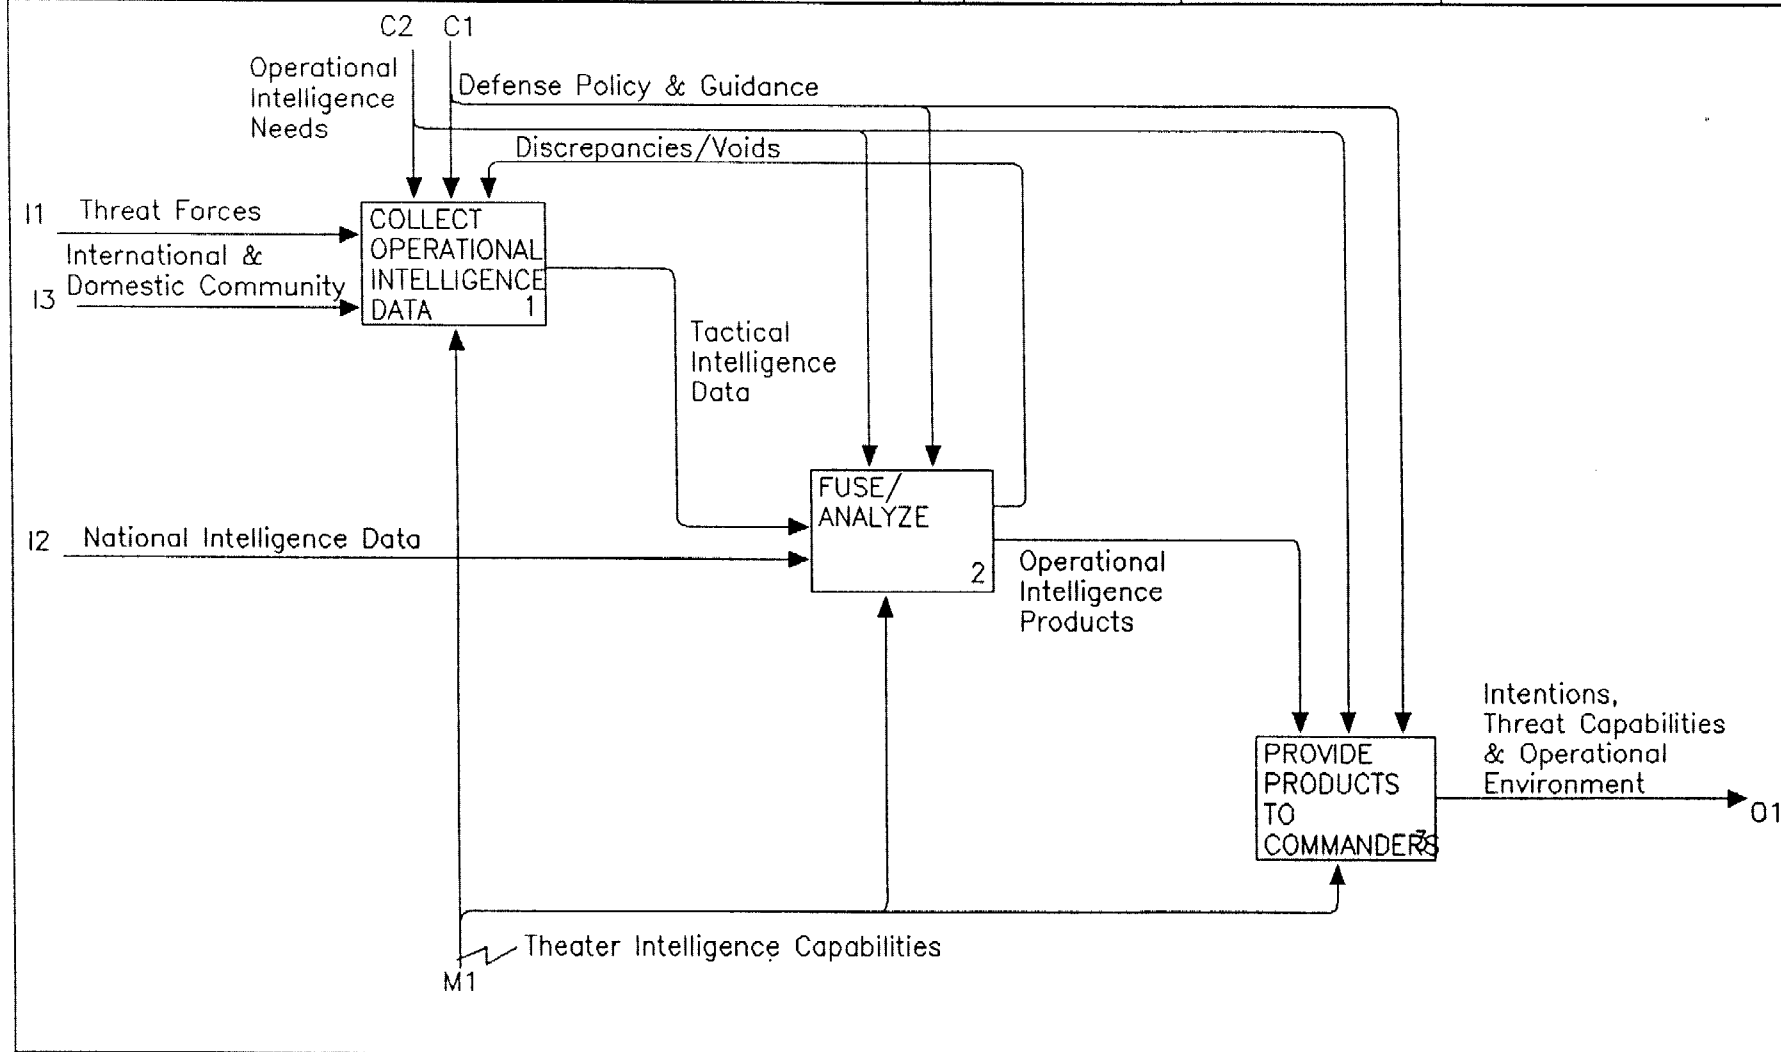 C2 C1
Operational
Intelligence
Needs
Defense Policy & Guidance
Discrepancies/Voids
I1 Threat Forces
International &
Domestic Community
I3
COLLECT
OPERATIONAL
INTELLIGENCE
DATA 1
Tactical
Intelligence
Data
I2 National Intelligence Data
FUSE/
ANALYZE
2
Operational
Intelligence
Products
Intentions,
Threat Capabilities
& Operational
Environment
O1
PROVIDE
PRODUCTS
TO
COMMANDERS
3
Theater Intelligence Capabilities
M1